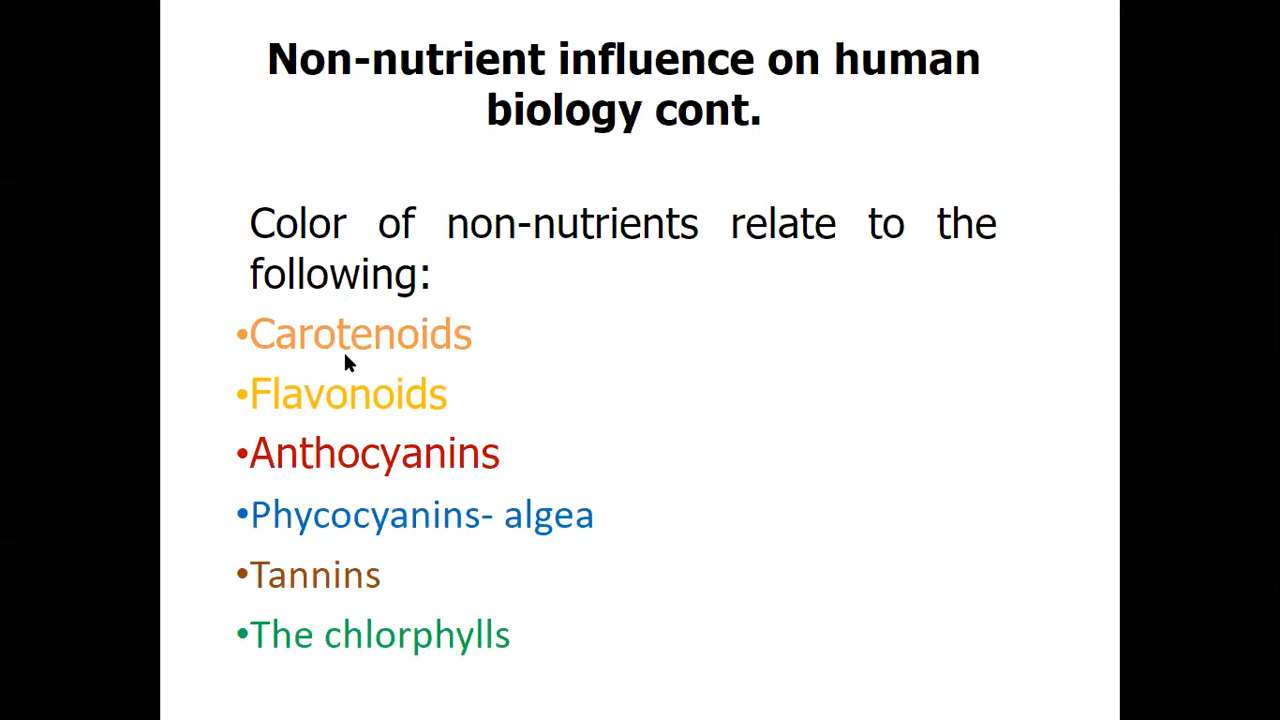 Non-nutrient influence on human
biology cont.
Color of non-nutrients relate to the
following:
•Carotenoids
•Flavonoids
•Anthocyanins
•Phycocyanins- algea
•Tannins
•The chlorphylls